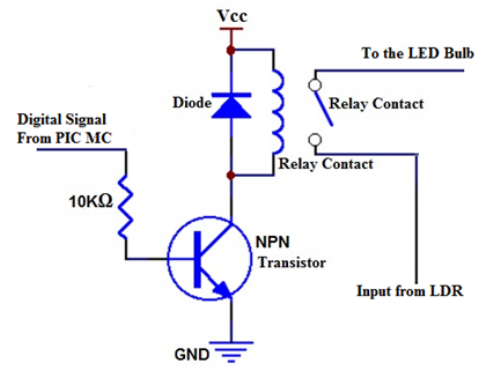 Vcc
To the LED Bulb
Diode
Relay Contact
Digital Signal
From PIC MC
Relay Contact
10KΩ
NPN
Transistor
Input from LDR
GND